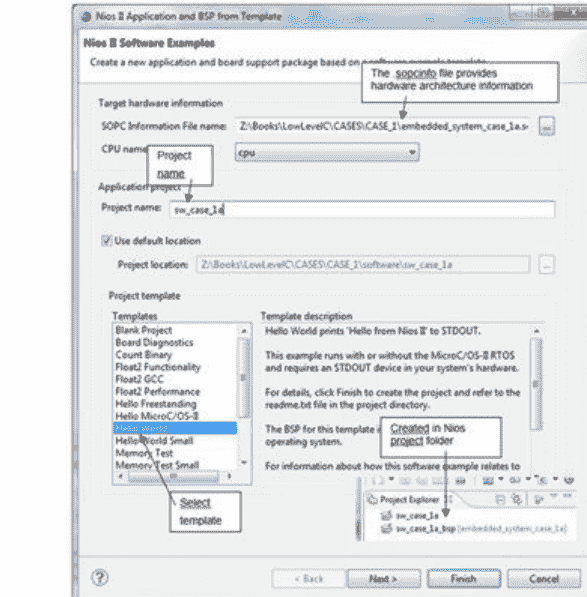 Nios II Application and BSP from Template
Nios II Software Examples
Create a new application and board support package based on a software example template
The .sopcinfo file provides
hardware architecture information
Target hardware information
SOPC Information File name: Z:\Books\LowLevelC\CASES\CASE_1\embedded_system_case_1a.s
CPU name
cpu
Project
name
Application project
Project name: sw_case_1a
Use default location
Project location: Z:\Books\LowLevelC\CASES\CASE_1\software\sw_case_1a
Project template
Templates
Blank Project
Board Diagnostics
Count Binary
Float2 Functionality
Float2 GCC
Float2 Performance
Hello Freestanding
Hello MicroC/OS-II
Hello World
Hello World Small
Memory Test
Memory Test Small
Template description
Hello World prints 'Hello from Nios II' to STDOUT.
This example runs with or without the MicroC/OS-II RTOS
and requires an STDOUT device in your system's hardware.
For details, click Finish to create the project and refer to the
readme.txt file in the project directory.
The BSP for this template
operating system.
For information about how this software example relates to
Created in Nios
project folder
Select
template
Project Explorer
sw_case_1a
sw_case_1a_bsp [embedded_system_case_1a]
? < Back Next > Finish Cancel